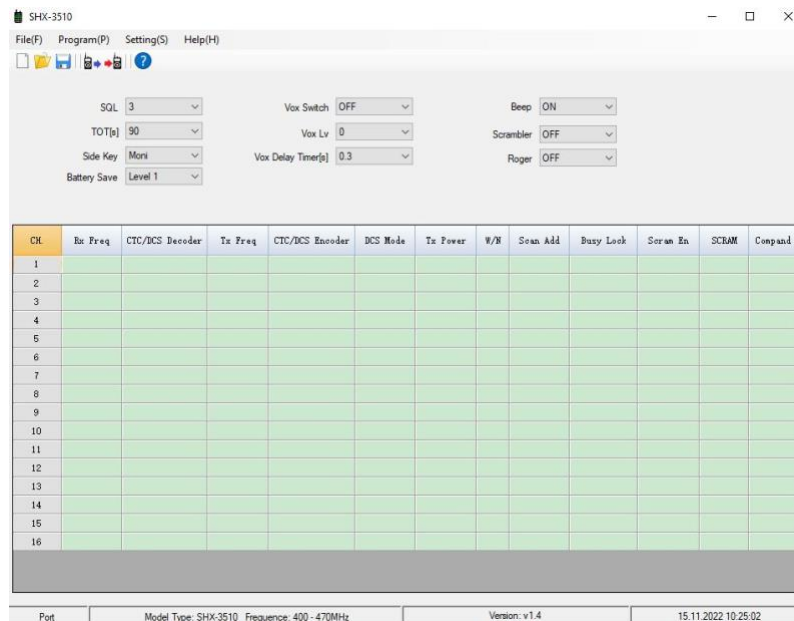 SHX-3510
File(F) Program(P) Setting(S) Help(H)
SQL 3 Vox Switch OFF Beep ON
TOT[s] 90 Vox Lv 0 Scrambler OFF
Side Key Moni Vox Delay Timer[s] 0.3 Roger OFF
Battery Save Level 1
CH. Rx Freq CTC/DCS Decoder Tx Freq CTC/DCS Encoder DCS Mode Tx Power W/N Scan Add Busy Lock Scram En SCRAM Compand
1
2
3
4
5
6
7
8
9
10
11
12
13
14
15
16
Port Model Type: SHX-3510 Frequence: 400 - 470MHz Version: v1.4 15.11.2022 10:25:02